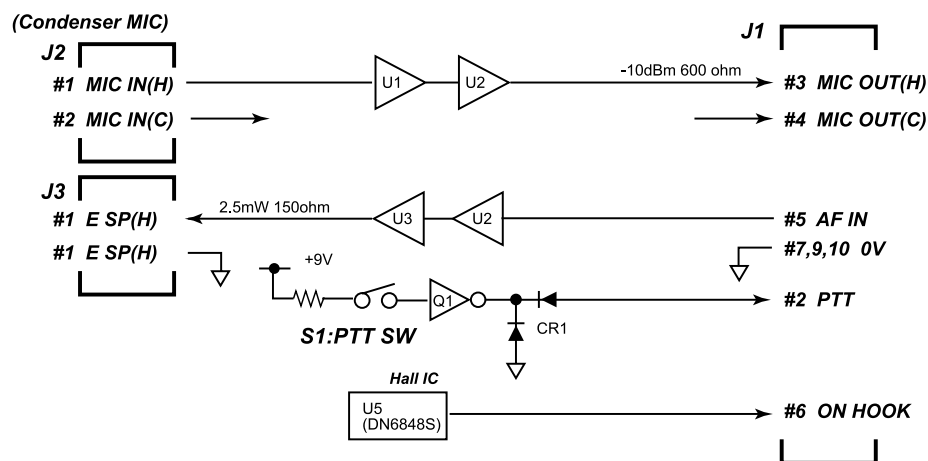 (Condenser MIC)
J2
J1
#1 MIC IN(H)
U1
U2
-10dBm 600 ohm
#3 MIC OUT(H)
#2 MIC IN(C)
#4 MIC OUT(C)
J3
#1 E SP(H)
2.5mW 150ohm
U3
U2
#5 AF IN
#1 E SP(H)
#7,9,10 0V
+9V
Q1
#2 PTT
S1:PTT SW
CR1
Hall IC
U5
(DN6848S)
#6 ON HOOK